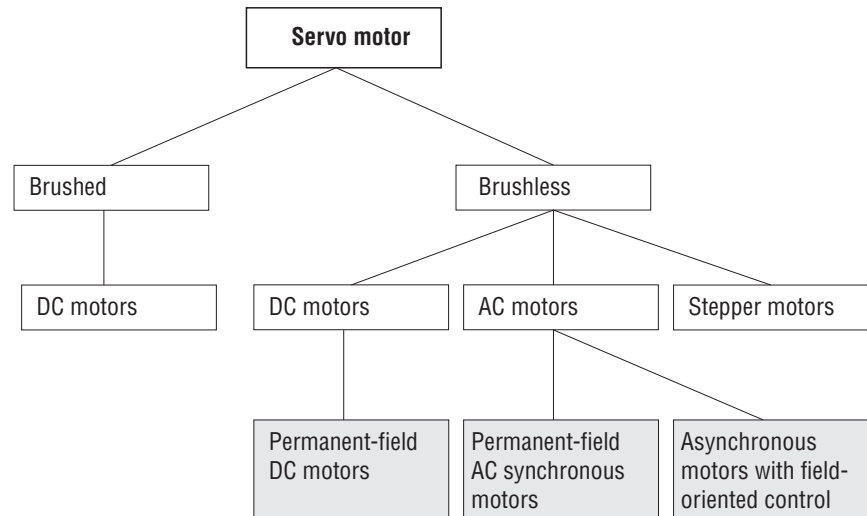 Servo motor
Brushed
Brushless
DC motors
DC motors
AC motors
Stepper motors
Permanent-field
DC motors
Permanent-field
AC synchronous
motors
Asynchronous
motors with field-
oriented control